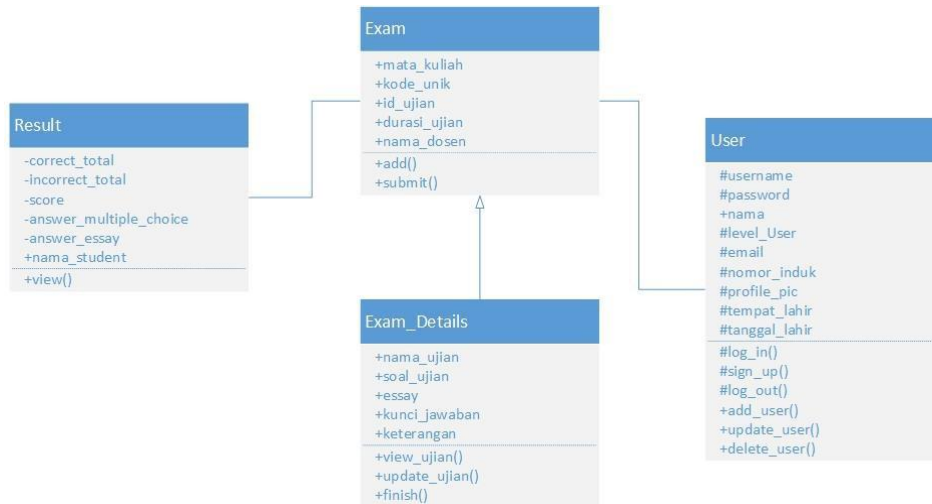 Exam
+mata_kuliah
+kode_unik
+id_ujian
+durasi_ujian
+nama_dosen
+add()
+submit()
Result
-correct_total
-incorrect_total
-score
-answer_multiple_choice
-answer_essay
+nama_student
+view()
User
#username
#password
+nama
#level_User
#email
#nomor_induk
#profile_pic
#tempat_lahir
#tanggal_lahir
#log_in()
#sign_up()
#log_out()
+add_user()
+update_user()
+delete_user()
Exam_Details
+nama_ujian
+soal_ujian
+essay
+kunci_jawaban
+keterangan
+view_ujian()
+update_ujian()
+finish()